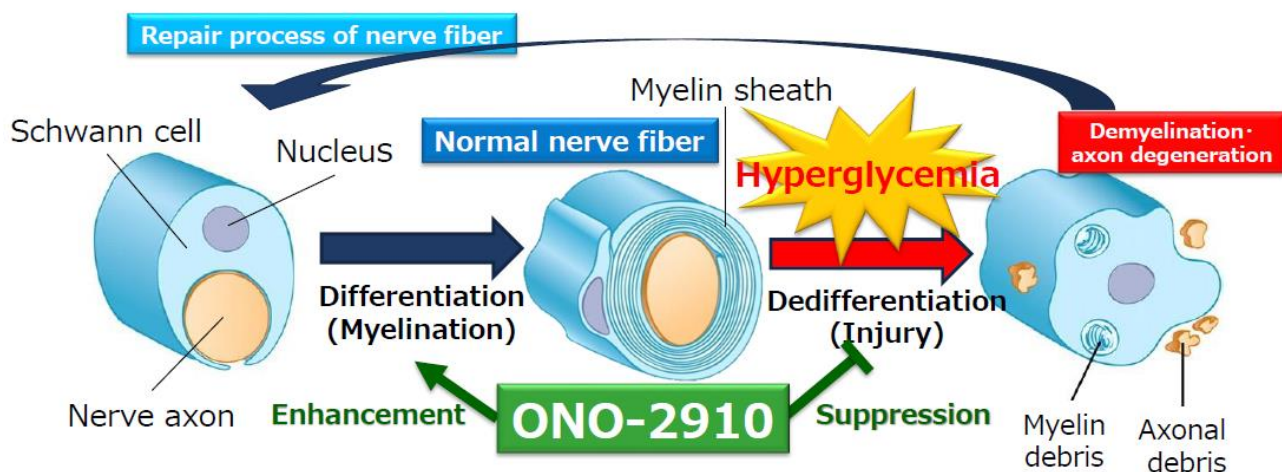 Repair process of nerve fiber
Myelin sheath
Schwann cell
Nucleus
Normal nerve fiber
Hyperglycemia
Demyelination·
axon degeneration
Differentiation
(Myelination)
Dedifferentiation
(Injury)
Nerve axon
Enhancement
ONO-2910
Suppression
Myelin
debris
Axonal
debris